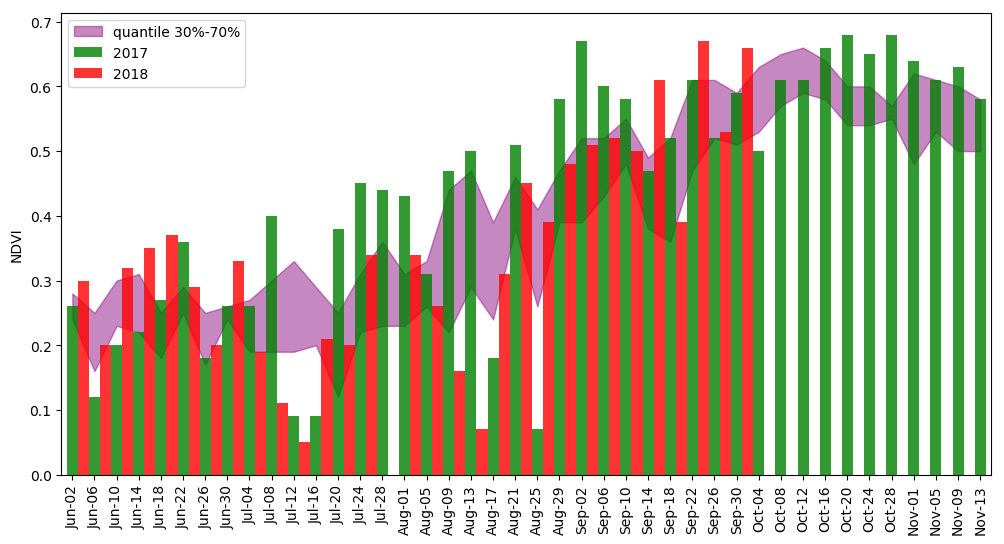 0.7
0.6
0.5
0.4
0.3
0.2
0.1
0.0
NDVI
quantile 30%-70%
2017
2018
Jun-02
Jun-06
Jun-10
Jun-14
Jun-18
Jun-22
Jun-26
Jun-30
Jul-04
Jul-08
Jul-12
Jul-16
Jul-20
Jul-24
Jul-28
Aug-01
Aug-05
Aug-09
Aug-13
Aug-17
Aug-21
Aug-25
Aug-29
Sep-02
Sep-06
Sep-10
Sep-14
Sep-18
Sep-22
Sep-26
Sep-30
Oct-04
Oct-08
Oct-12
Oct-16
Oct-20
Oct-24
Oct-28
Nov-01
Nov-05
Nov-09
Nov-13